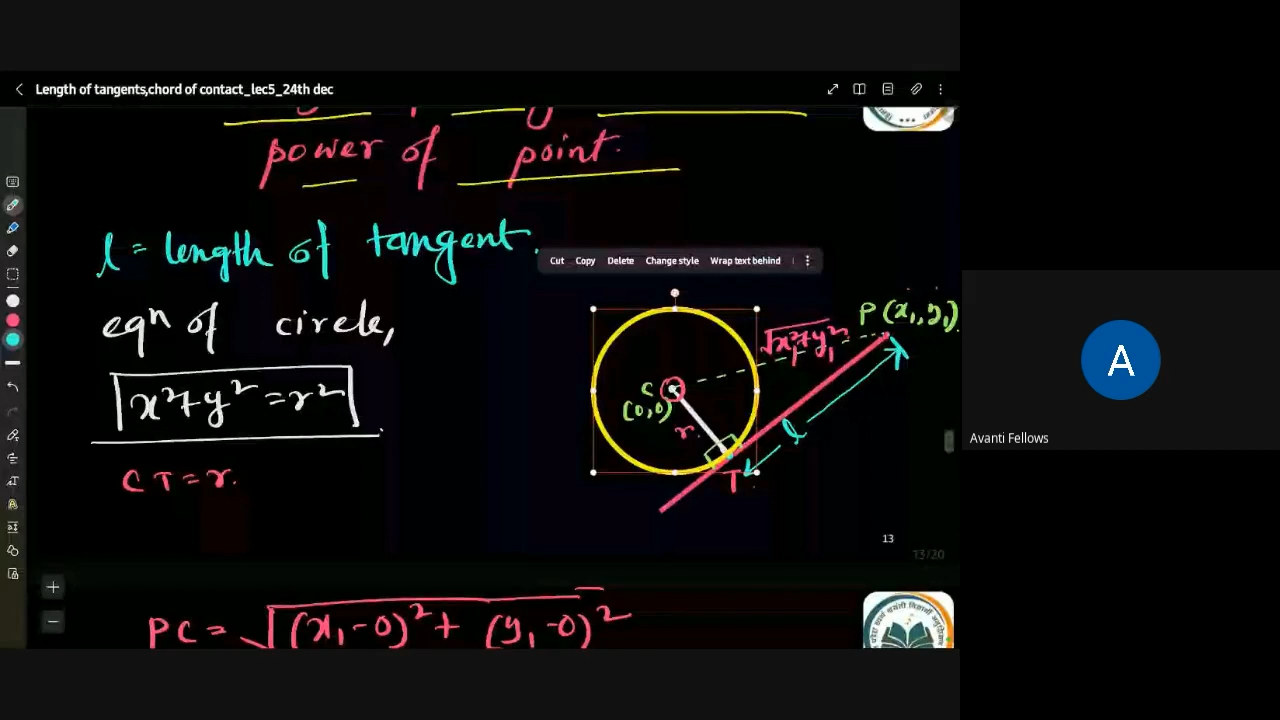 Length of tangents,chord of contact_lec5_24th dec
power of point.
l = length of tangent.
Cut Copy Delete Change style Wrap text behind
eqn of circle,
P(x₁,y₁)
√x₁²+y₁²
x²+y²=r²
C
(0,0)
r
l
CT=r.
T
A
Avanti Fellows
13
13/20
PC = √(x₁-0)²+(y₁-0)²